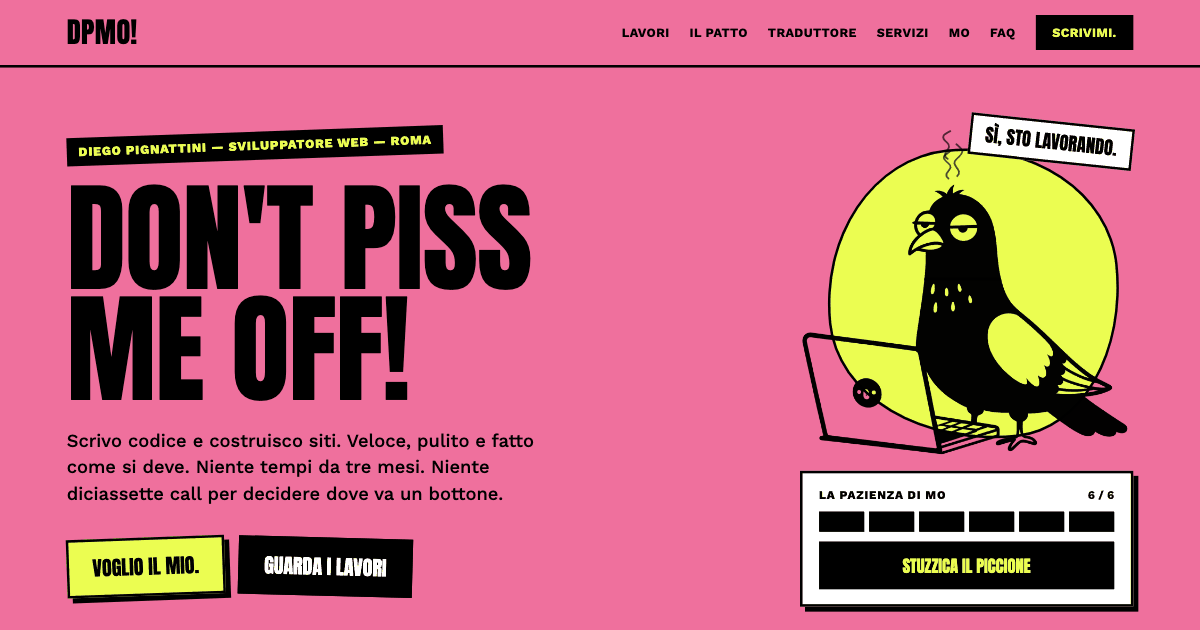 DPMO!
LAVORI IL PATTO TRADUTTORE SERVIZI MO FAQ SCRIVIMI.
DIEGO PIGNATTINI — SVILUPPATORE WEB — ROMA
DON'T PISS
ME OFF!
Scrivo codice e costruisco siti. Veloce, pulito e fatto
come si deve. Niente tempi da tre mesi. Niente
diciassette call per decidere dove va un bottone.
VOGLIO IL MIO.
GUARDA I LAVORI
SÌ, STO LAVORANDO.
LA PAZIENZA DI MO 6 / 6
STUZZICA IL PICCIONE